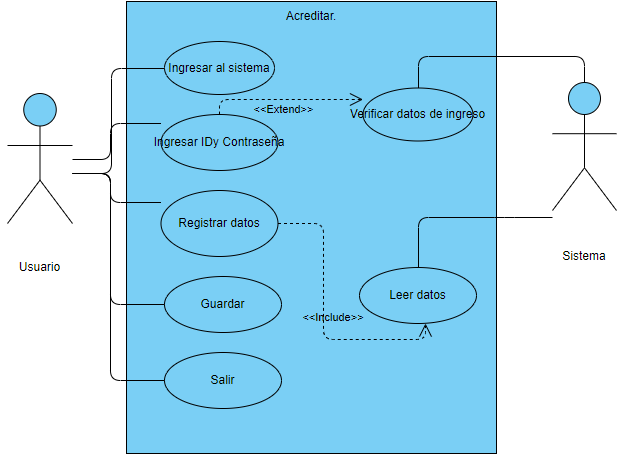 Acreditar.
Ingresar al sistema
<<Extend>>
Verificar datos de ingreso
Ingresar IDy Contraseña
Registrar datos
Usuario
Sistema
Leer datos
Guardar
<<Include>>
Salir